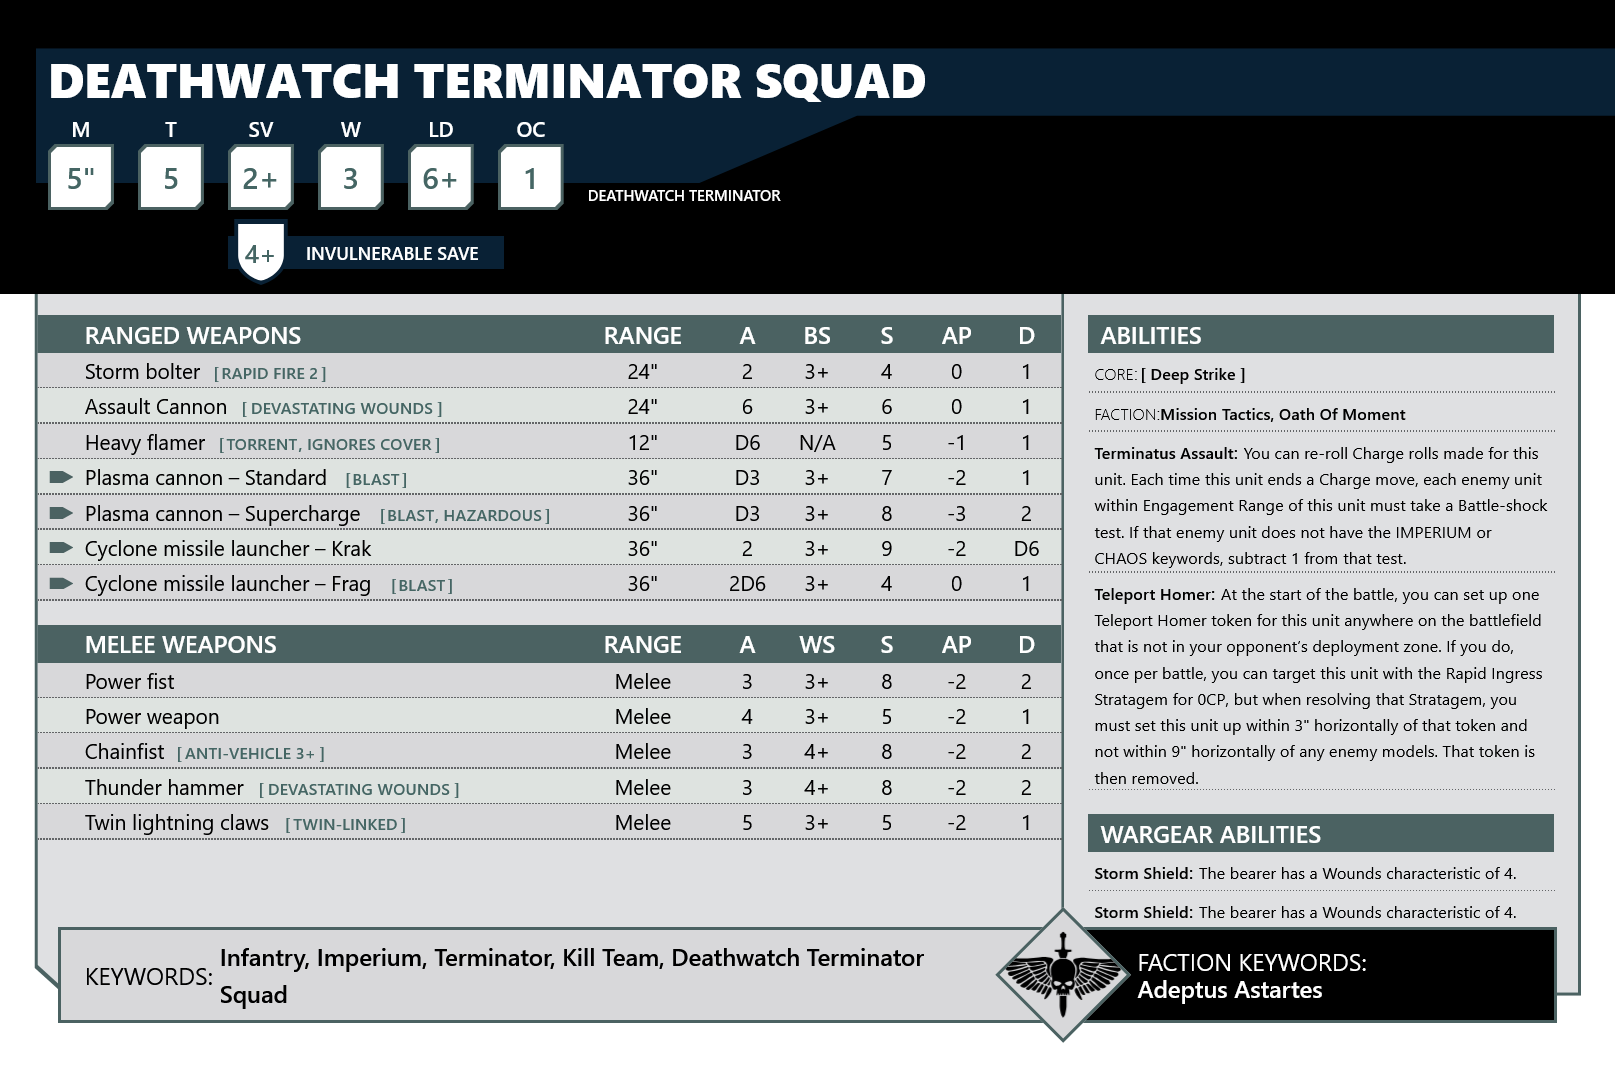 DEATHWATCH TERMINATOR SQUAD
M T SV W LD OC
5" 5 2+ 3 6+ 1
DEATHWATCH TERMINATOR
4+ INVULNERABLE SAVE
RANGED WEAPONS RANGE A BS S AP D
Storm bolter [ RAPID FIRE 2 ] 24" 2 3+ 4 0 1
Assault Cannon [ DEVASTATING WOUNDS ] 24" 6 3+ 6 0 1
Heavy flamer [ TORRENT, IGNORES COVER ] 12" D6 N/A 5 -1 1
Plasma cannon – Standard [ BLAST ] 36" D3 3+ 7 -2 1
Plasma cannon – Supercharge [ BLAST, HAZARDOUS ] 36" D3 3+ 8 -3 2
Cyclone missile launcher – Krak 36" 2 3+ 9 -2 D6
Cyclone missile launcher – Frag [ BLAST ] 36" 2D6 3+ 4 0 1
MELEE WEAPONS RANGE A WS S AP D
Power fist Melee 3 3+ 8 -2 2
Power weapon Melee 4 3+ 5 -2 1
Chainfist [ ANTI-VEHICLE 3+ ] Melee 3 4+ 8 -2 2
Thunder hammer [ DEVASTATING WOUNDS ] Melee 3 4+ 8 -2 2
Twin lightning claws [ TWIN-LINKED ] Melee 5 3+ 5 -2 1
ABILITIES
CORE: [ Deep Strike ]
FACTION:Mission Tactics, Oath Of Moment
Terminatus Assault: You can re-roll Charge rolls made for this
unit. Each time this unit ends a Charge move, each enemy unit
within Engagement Range of this unit must take a Battle-shock
test. If that enemy unit does not have the IMPERIUM or
CHAOS keywords, subtract 1 from that test.
Teleport Homer: At the start of the battle, you can set up one
Teleport Homer token for this unit anywhere on the battlefield
that is not in your opponent's deployment zone. If you do,
once per battle, you can target this unit with the Rapid Ingress
Stratagem for 0CP, but when resolving that Stratagem, you
must set this unit up within 3" horizontally of that token and
not within 9" horizontally of any enemy models. That token is
then removed.
WARGEAR ABILITIES
Storm Shield: The bearer has a Wounds characteristic of 4.
Storm Shield: The bearer has a Wounds characteristic of 4.
KEYWORDS: Infantry, Imperium, Terminator, Kill Team, Deathwatch Terminator
Squad
FACTION KEYWORDS:
Adeptus Astartes